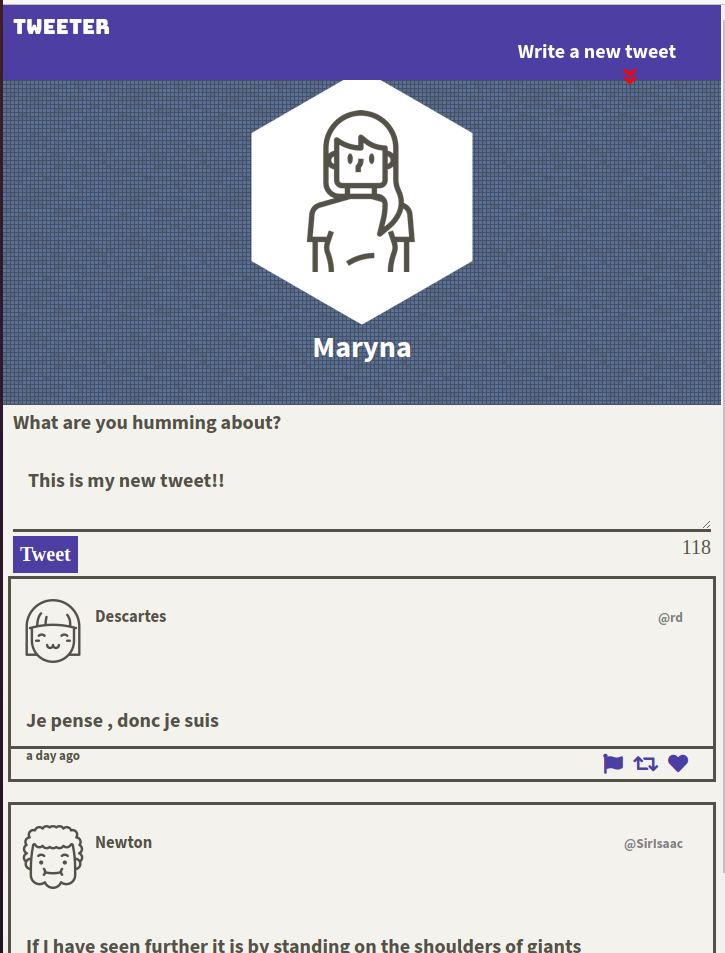 TWEETER
Write a new tweet
Maryna
What are you humming about?
This is my new tweet!!
Tweet
118
Descartes
@rd
Je pense , donc je suis
a day ago
Newton
@SirIsaac
If I have seen further it is by standing on the shoulders of giants